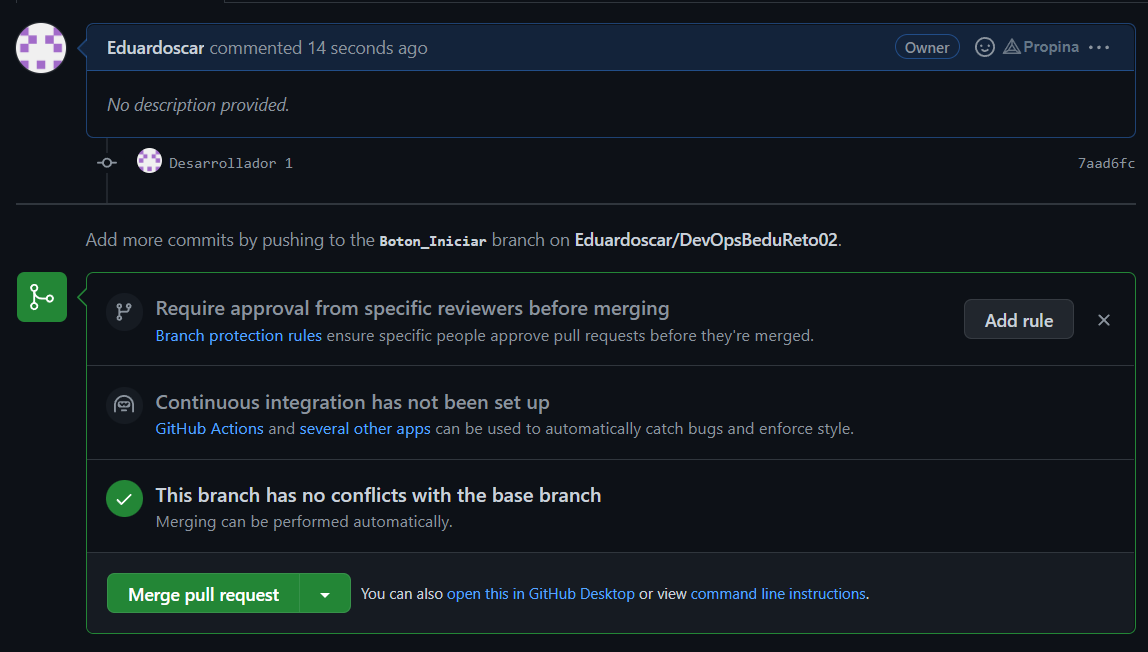 Eduardoscar commented 14 seconds ago Owner Propina ...
No description provided.
Desarrollador 1 7aad6fc
Add more commits by pushing to the Boton_Iniciar branch on Eduardoscar/DevOpsBeduReto02.
Require approval from specific reviewers before merging
Branch protection rules ensure specific people approve pull requests before they're merged.
Add rule
Continuous integration has not been set up
GitHub Actions and several other apps can be used to automatically catch bugs and enforce style.
This branch has no conflicts with the base branch
Merging can be performed automatically.
Merge pull request You can also open this in GitHub Desktop or view command line instructions.